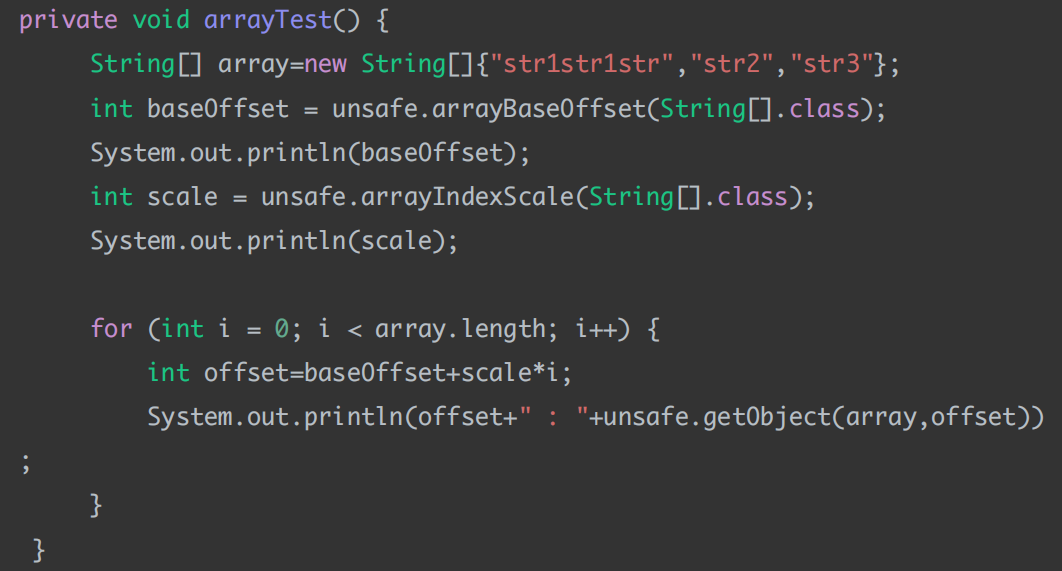 private void arrayTest() {
String[] array=new String[]{"str1str1str","str2","str3"};
int baseOffset = unsafe.arrayBaseOffset(String[].class);
System.out.println(baseOffset);
int scale = unsafe.arrayIndexScale(String[].class);
System.out.println(scale);
for (int i = 0; i < array.length; i++) {
int offset=baseOffset+scale*i;
System.out.println(offset+" : "+unsafe.getObject(array,offset))
;
}
}